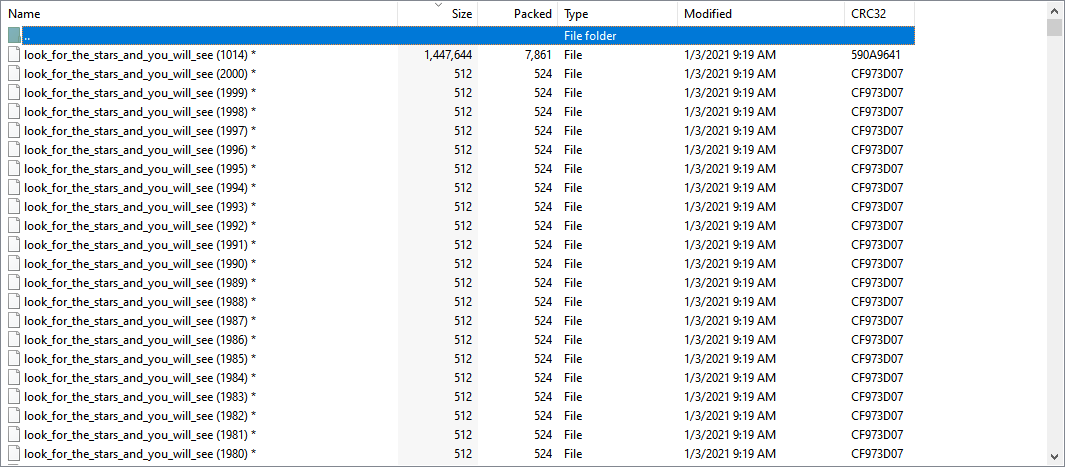 Name Size Packed Type Modified CRC32
.. File folder
look_for_the_stars_and_you_will_see (1014) * 1,447,644 7,861 File 1/3/2021 9:19 AM 590A9641
look_for_the_stars_and_you_will_see (2000) * 512 524 File 1/3/2021 9:19 AM CF973D07
look_for_the_stars_and_you_will_see (1999) * 512 524 File 1/3/2021 9:19 AM CF973D07
look_for_the_stars_and_you_will_see (1998) * 512 524 File 1/3/2021 9:19 AM CF973D07
look_for_the_stars_and_you_will_see (1997) * 512 524 File 1/3/2021 9:19 AM CF973D07
look_for_the_stars_and_you_will_see (1996) * 512 524 File 1/3/2021 9:19 AM CF973D07
look_for_the_stars_and_you_will_see (1995) * 512 524 File 1/3/2021 9:19 AM CF973D07
look_for_the_stars_and_you_will_see (1994) * 512 524 File 1/3/2021 9:19 AM CF973D07
look_for_the_stars_and_you_will_see (1993) * 512 524 File 1/3/2021 9:19 AM CF973D07
look_for_the_stars_and_you_will_see (1992) * 512 524 File 1/3/2021 9:19 AM CF973D07
look_for_the_stars_and_you_will_see (1991) * 512 524 File 1/3/2021 9:19 AM CF973D07
look_for_the_stars_and_you_will_see (1990) * 512 524 File 1/3/2021 9:19 AM CF973D07
look_for_the_stars_and_you_will_see (1989) * 512 524 File 1/3/2021 9:19 AM CF973D07
look_for_the_stars_and_you_will_see (1988) * 512 524 File 1/3/2021 9:19 AM CF973D07
look_for_the_stars_and_you_will_see (1987) * 512 524 File 1/3/2021 9:19 AM CF973D07
look_for_the_stars_and_you_will_see (1986) * 512 524 File 1/3/2021 9:19 AM CF973D07
look_for_the_stars_and_you_will_see (1985) * 512 524 File 1/3/2021 9:19 AM CF973D07
look_for_the_stars_and_you_will_see (1984) * 512 524 File 1/3/2021 9:19 AM CF973D07
look_for_the_stars_and_you_will_see (1983) * 512 524 File 1/3/2021 9:19 AM CF973D07
look_for_the_stars_and_you_will_see (1982) * 512 524 File 1/3/2021 9:19 AM CF973D07
look_for_the_stars_and_you_will_see (1981) * 512 524 File 1/3/2021 9:19 AM CF973D07
look_for_the_stars_and_you_will_see (1980) * 512 524 File 1/3/2021 9:19 AM CF973D07